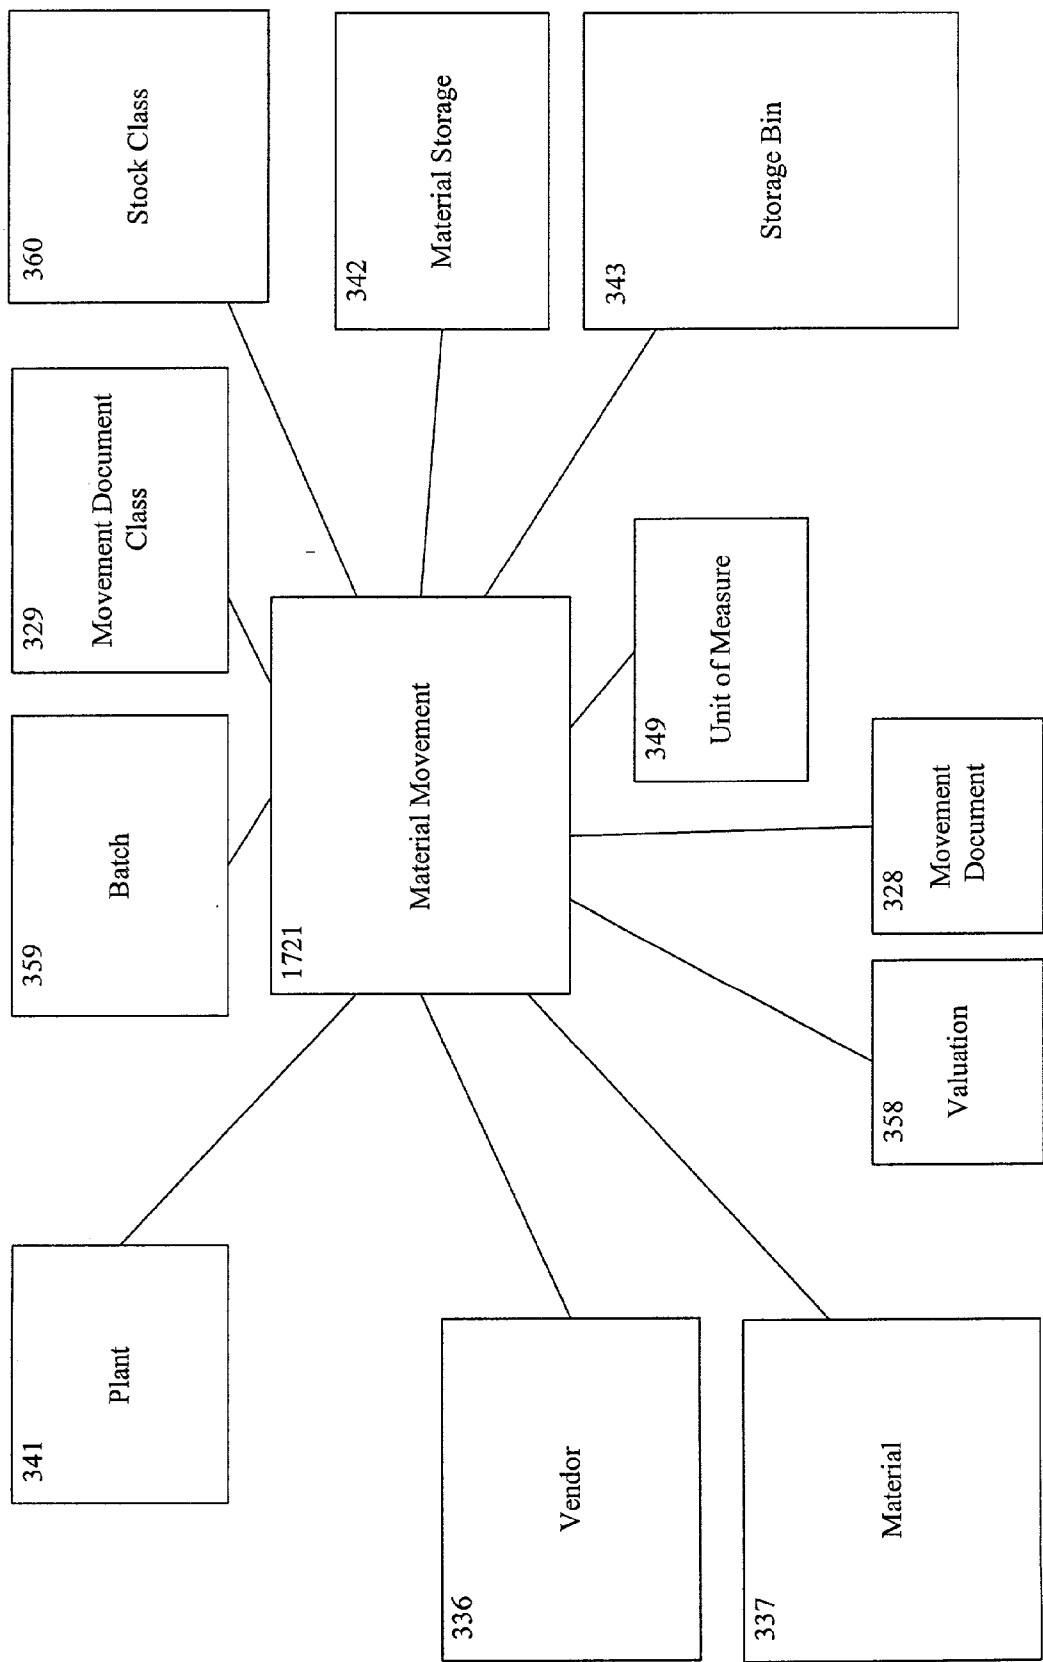 341
Plant
359
Batch
329
Movement Document
Class
360
Stock Class
336
Vendor
1721
Material Movement
342
Material Storage
337
Material
358
Valuation
328
Movement
Document
349
Unit of Measure
343
Storage Bin